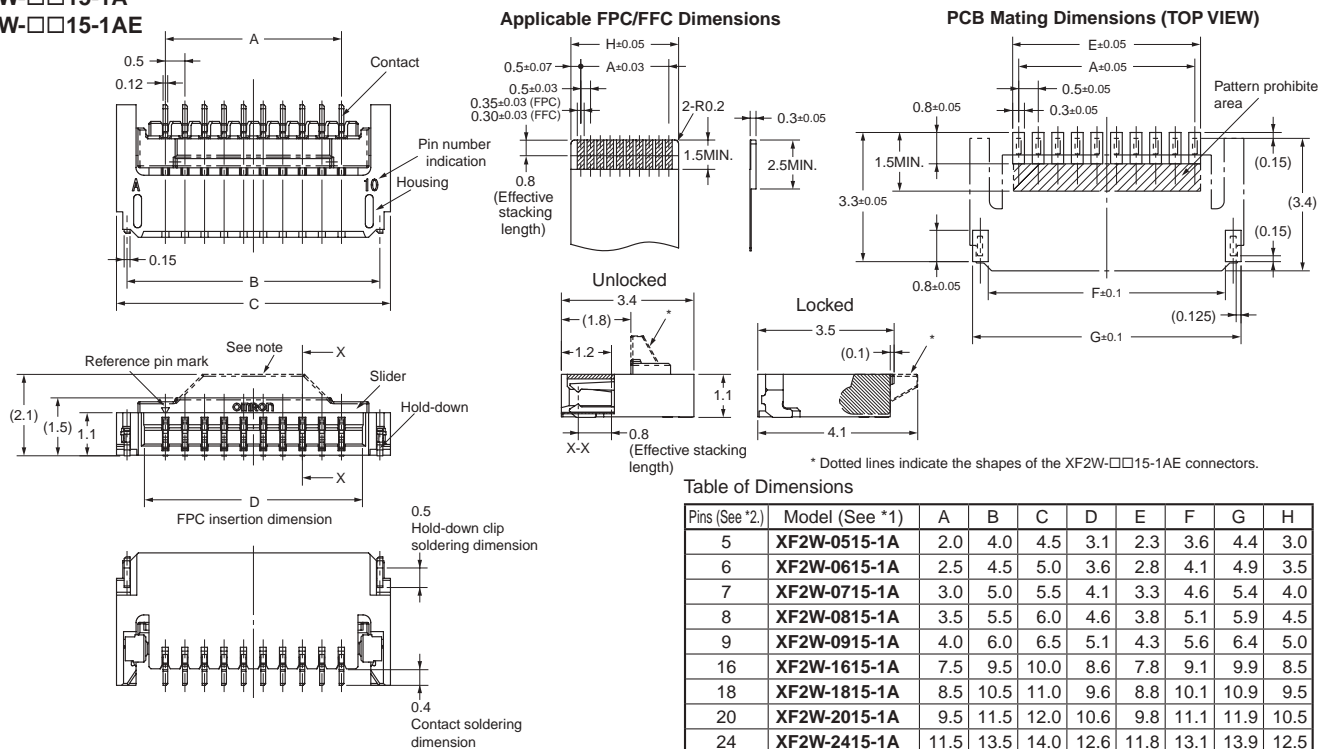 W-□□15-1A
W-□□15-1AE
A
0.5
0.12
Contact
Pin number
indication
Housing
A
10
0.15
B
C
Applicable FPC/FFC Dimensions
H±0.05
0.5±0.07
A±0.03
0.5±0.03
0.35±0.03 (FPC)
0.30±0.03 (FFC)
2-R0.2
0.3±0.05
1.5MIN.
2.5MIN.
0.8
(Effective
stacking
length)
PCB Mating Dimensions (TOP VIEW)
E±0.05
A±0.05
0.5±0.05
0.3±0.05
Pattern prohibite
area
0.8±0.05
1.5MIN.
3.3±0.05
(0.15)
(3.4)
(0.15)
0.8±0.05
F±0.1
(0.125)
G±0.1
Reference pin mark
See note
X
Slider
OMRON
Hold-down
(2.1)
(1.5)
1.1
X
D
FPC insertion dimension
Unlocked
3.4
(1.8)
*
1.2
1.1
X-X
0.8
(Effective stacking
length)
Locked
3.5
(0.1)
*
4.1
* Dotted lines indicate the shapes of the XF2W-□□15-1AE connectors.
0.5
Hold-down clip
soldering dimension
0.4
Contact soldering
dimension
Table of Dimensions
Pins (See *2.) Model (See *1) A B C D E F G H
5 XF2W-0515-1A 2.0 4.0 4.5 3.1 2.3 3.6 4.4 3.0
6 XF2W-0615-1A 2.5 4.5 5.0 3.6 2.8 4.1 4.9 3.5
7 XF2W-0715-1A 3.0 5.0 5.5 4.1 3.3 4.6 5.4 4.0
8 XF2W-0815-1A 3.5 5.5 6.0 4.6 3.8 5.1 5.9 4.5
9 XF2W-0915-1A 4.0 6.0 6.5 5.1 4.3 5.6 6.4 5.0
16 XF2W-1615-1A 7.5 9.5 10.0 8.6 7.8 9.1 9.9 8.5
18 XF2W-1815-1A 8.5 10.5 11.0 9.6 8.8 10.1 10.9 9.5
20 XF2W-2015-1A 9.5 11.5 12.0 10.6 9.8 11.1 11.9 10.5
24 XF2W-2415-1A 11.5 13.5 14.0 12.6 11.8 13.1 13.9 12.5